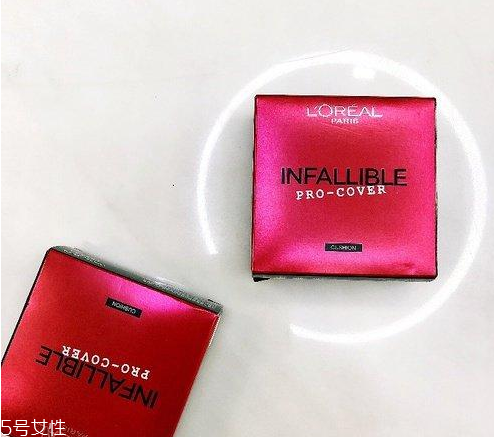 L'ORÉAL
PARIS
INFALLIBLE
PRO-COVER
CUSHION
CUSHION
PRO-COVER
INFALLIBLE
5号女性